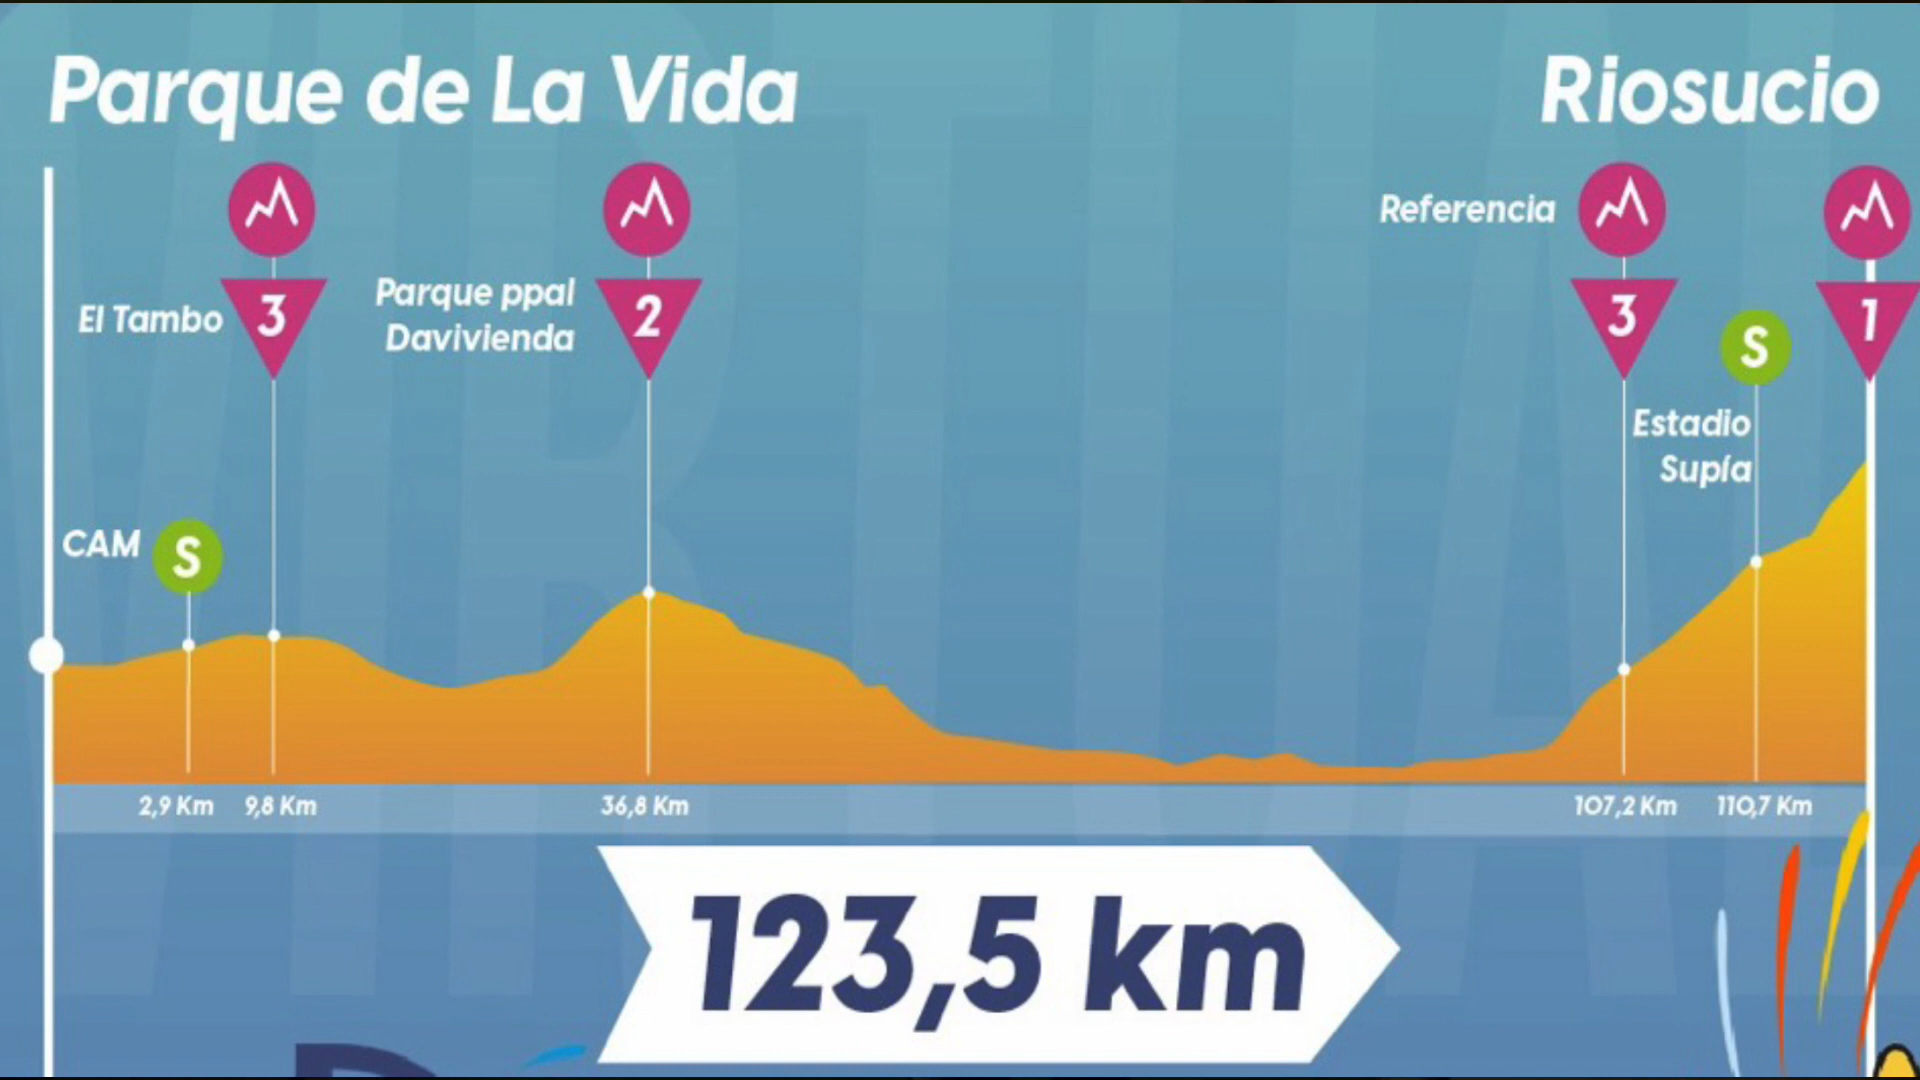 Parque de La Vida
Riosucio
Referencia
El Tambo
3
Parque ppal
Davivienda
2
3
S
1
Estadio
Supía
CAM
S
2,9 Km
9,8 Km
36,8 Km
107,2 Km
110,7 Km
123,5 km